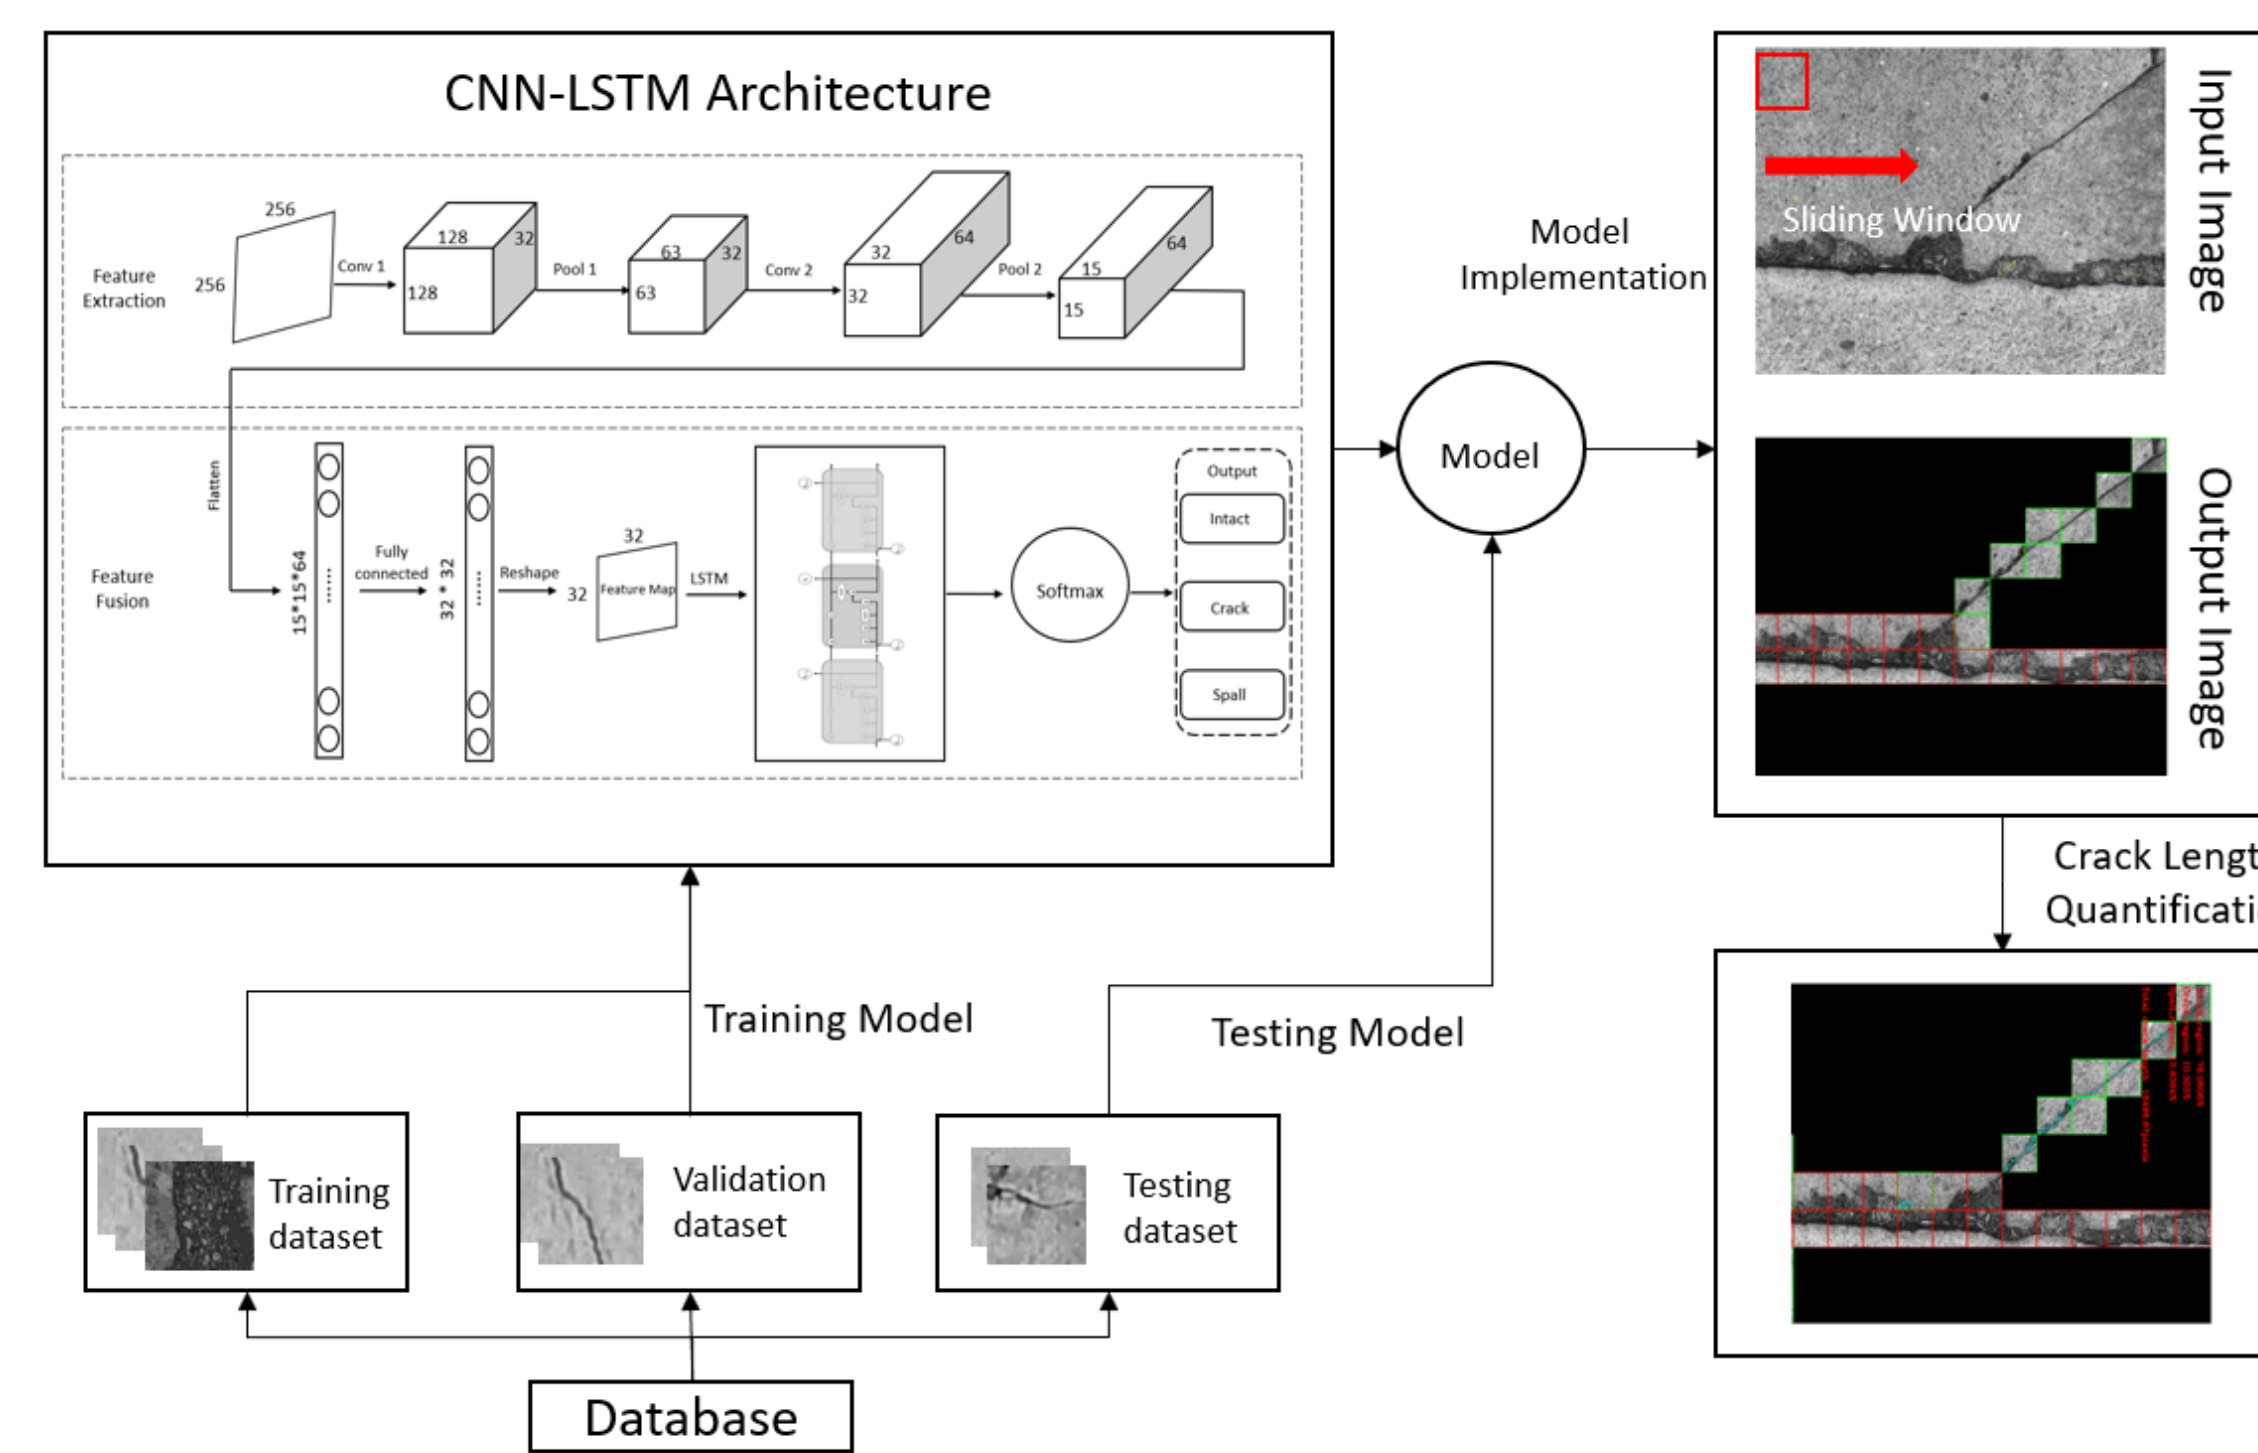 CNN-LSTM Architecture
Feature
Extraction
256
256
Conv 1
128
32
128
Pool 1
63
32
63
Conv 2
32
64
32
Pool 2
15
64
15
Feature
Fusion
Flatten
15*15*64
Fully
connected
32 * 32
Reshape
32
32
Feature Map
LSTM
Softmax
Output
Intact
Crack
Spall
Model
Model
Implementation
Sliding Window
Input Image
Output Image
Crack Lengt
Quantificati
Training Model
Testing Model
Training
dataset
Validation
dataset
Testing
dataset
Database